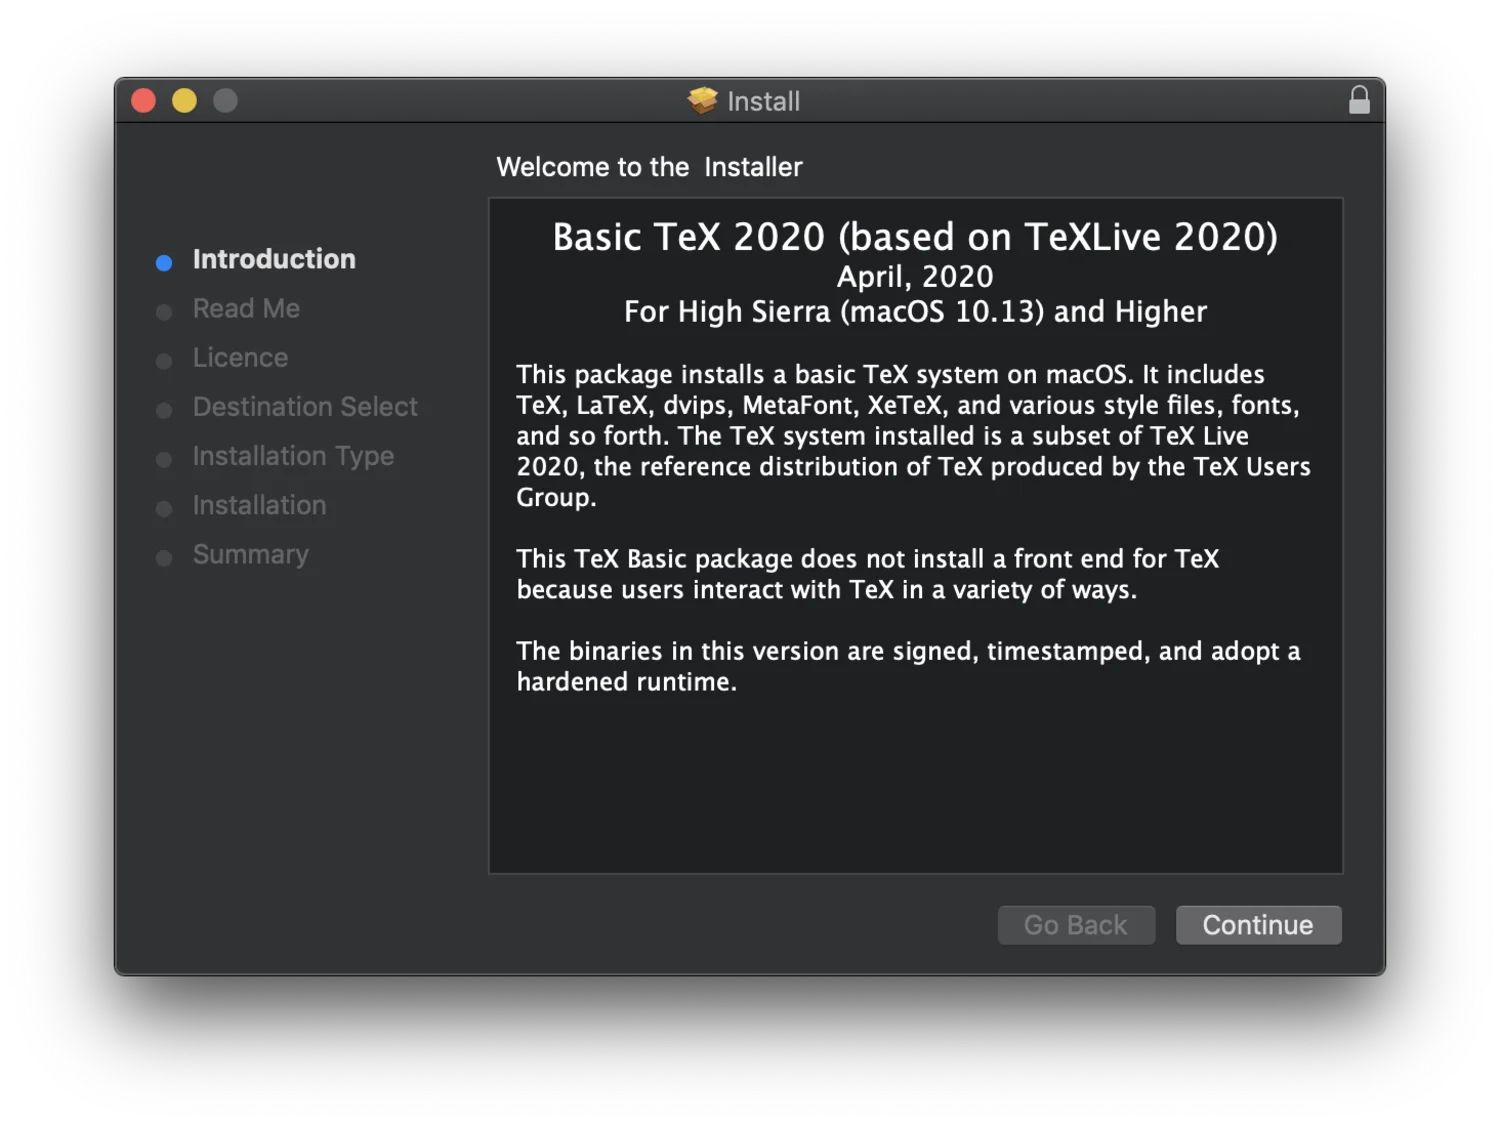 Install
Welcome to the  Installer
Introduction
Read Me
Licence
Destination Select
Installation Type
Installation
Summary
Basic TeX 2020 (based on TeXLive 2020)
April, 2020
For High Sierra (macOS 10.13) and Higher
This package installs a basic TeX system on macOS. It includes
TeX, LaTeX, dvips, MetaFont, XeTeX, and various style files, fonts,
and so forth. The TeX system installed is a subset of TeX Live
2020, the reference distribution of TeX produced by the TeX Users
Group.
This TeX Basic package does not install a front end for TeX
because users interact with TeX in a variety of ways.
The binaries in this version are signed, timestamped, and adopt a
hardened runtime.
Go Back
Continue